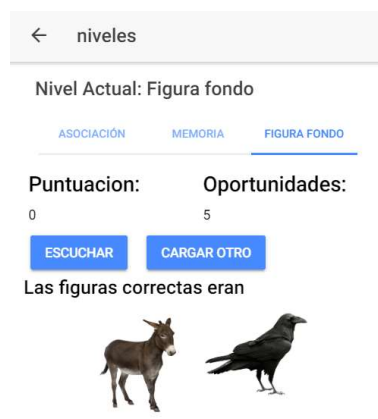 niveles
Nivel Actual: Figura fondo
ASOCIACIÓN MEMORIA FIGURA FONDO
Puntuacion: Oportunidades:
0 5
ESCUCHAR CARGAR OTRO
Las figuras correctas eran